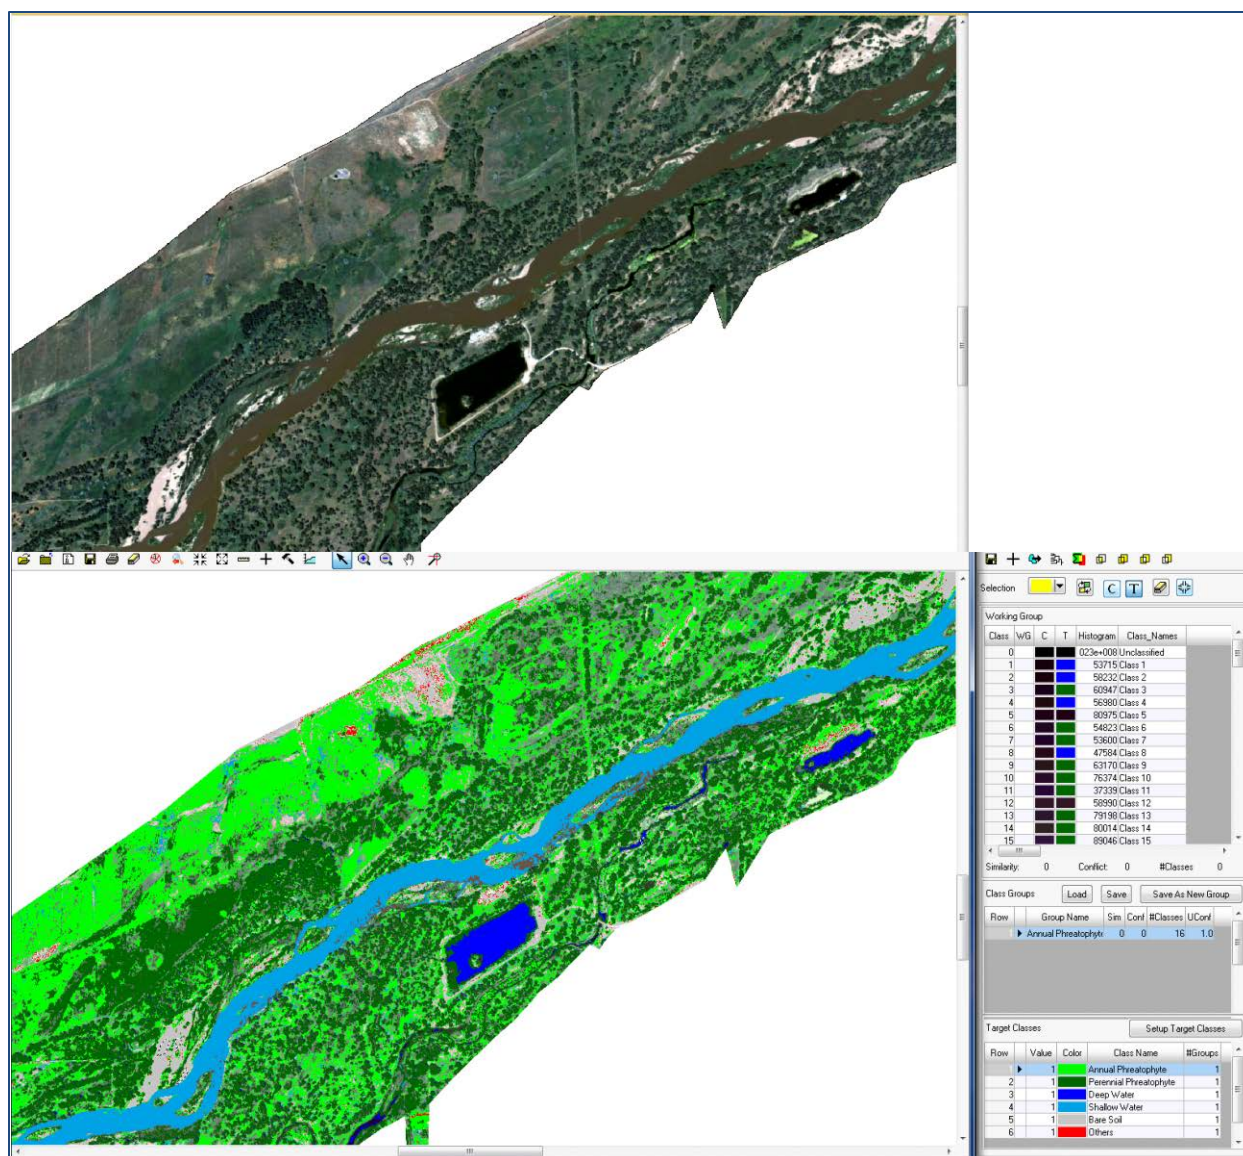 Selection
C T
Working Group
Class WG C T Histogram Class_Names
0 023e+008 Unclassified
1 53715 Class 1
2 58232 Class 2
3 60947 Class 3
4 56980 Class 4
5 80975 Class 5
6 54823 Class 6
7 53600 Class 7
8 47584 Class 8
9 63170 Class 9
10 76374 Class 10
11 37339 Class 11
12 58990 Class 12
13 79198 Class 13
14 80014 Class 14
15 89046 Class 15
Similarity: 0 Conflict: 0 #Classes 0
Class Groups Load Save Save As New Group
Row Group Name Sim Conf #Classes UConf
Annual Phreatophyte 0 0 16 1.0
Target Classes Setup Target Classes
Row Value Color Class Name #Groups
1 Annual Phreatophyte 1
2 1 Perennial Phreatophyte 1
3 1 Deep Water 1
4 1 Shallow Water 1
5 1 Bare Soil 1
6 1 Others 1